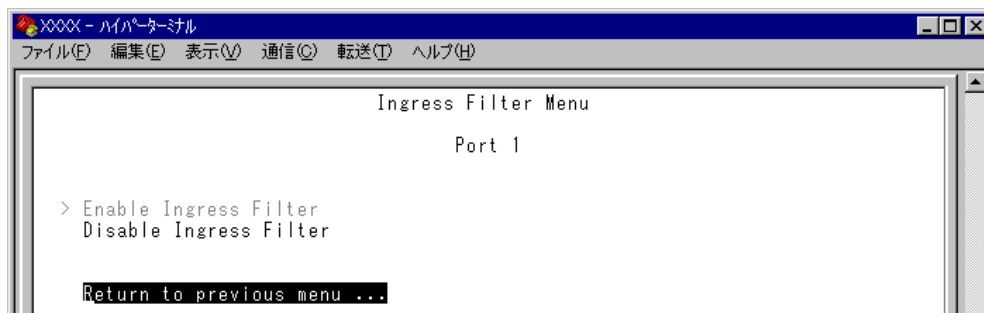 XXXX - ハイパーターミナル
ファイル(F) 編集(E) 表示(V) 通信(C) 転送(T) ヘルプ(H)
Ingress Filter Menu
Port 1
> Enable Ingress Filter
Disable Ingress Filter
Return to previous menu ...